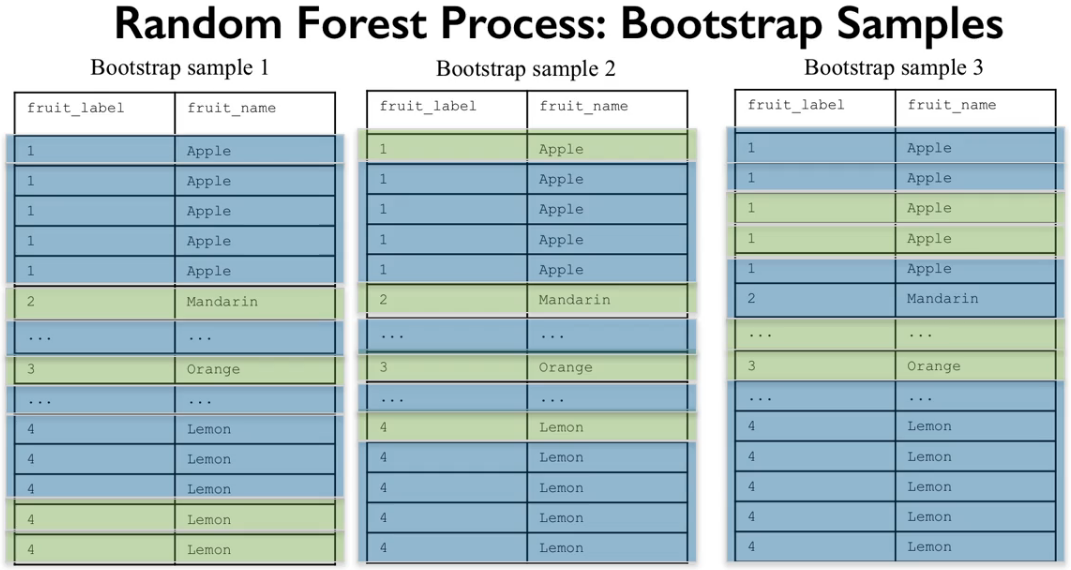 Random Forest Process: Bootstrap Samples
Bootstrap sample 1
fruit_label fruit_name
1 Apple
1 Apple
1 Apple
1 Apple
1 Apple
2 Mandarin
... ...
3 Orange
... ...
4 Lemon
4 Lemon
4 Lemon
4 Lemon
4 Lemon
Bootstrap sample 2
fruit_label fruit_name
1 Apple
1 Apple
1 Apple
1 Apple
1 Apple
2 Mandarin
... ...
3 Orange
... ...
4 Lemon
4 Lemon
4 Lemon
4 Lemon
4 Lemon
Bootstrap sample 3
fruit_label fruit_name
1 Apple
1 Apple
1 Apple
1 Apple
1 Apple
2 Mandarin
... ...
3 Orange
... ...
4 Lemon
4 Lemon
4 Lemon
4 Lemon
4 Lemon